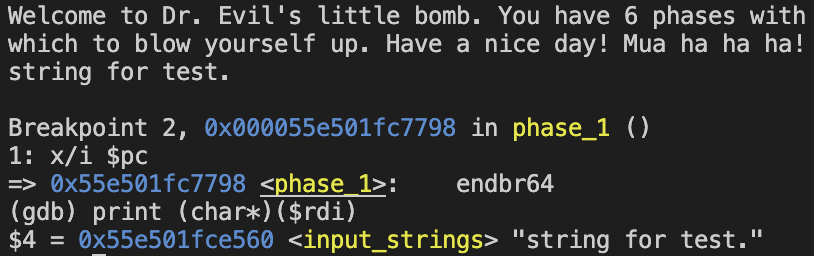 Welcome to Dr. Evil's little bomb. You have 6 phases with
which to blow yourself up. Have a nice day! Mua ha ha ha!
string for test.
Breakpoint 2, 0x000055e501fc7798 in phase_1 ()
1: x/i $pc
=> 0x55e501fc7798 <phase_1>:    endbr64
(gdb) print (char*)($rdi)
$4 = 0x55e501fce560 <input_strings> "string for test."